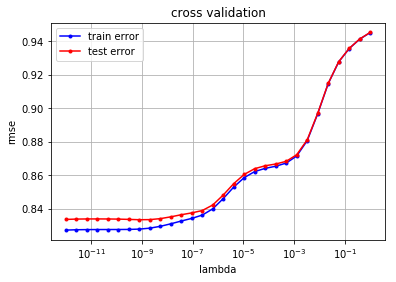 cross validation
train error
test error
0.94
0.92
0.90
0.88
0.86
0.84
rmse
10⁻¹¹ 10⁻⁹ 10⁻⁷ 10⁻⁵ 10⁻³ 10⁻¹
lambda